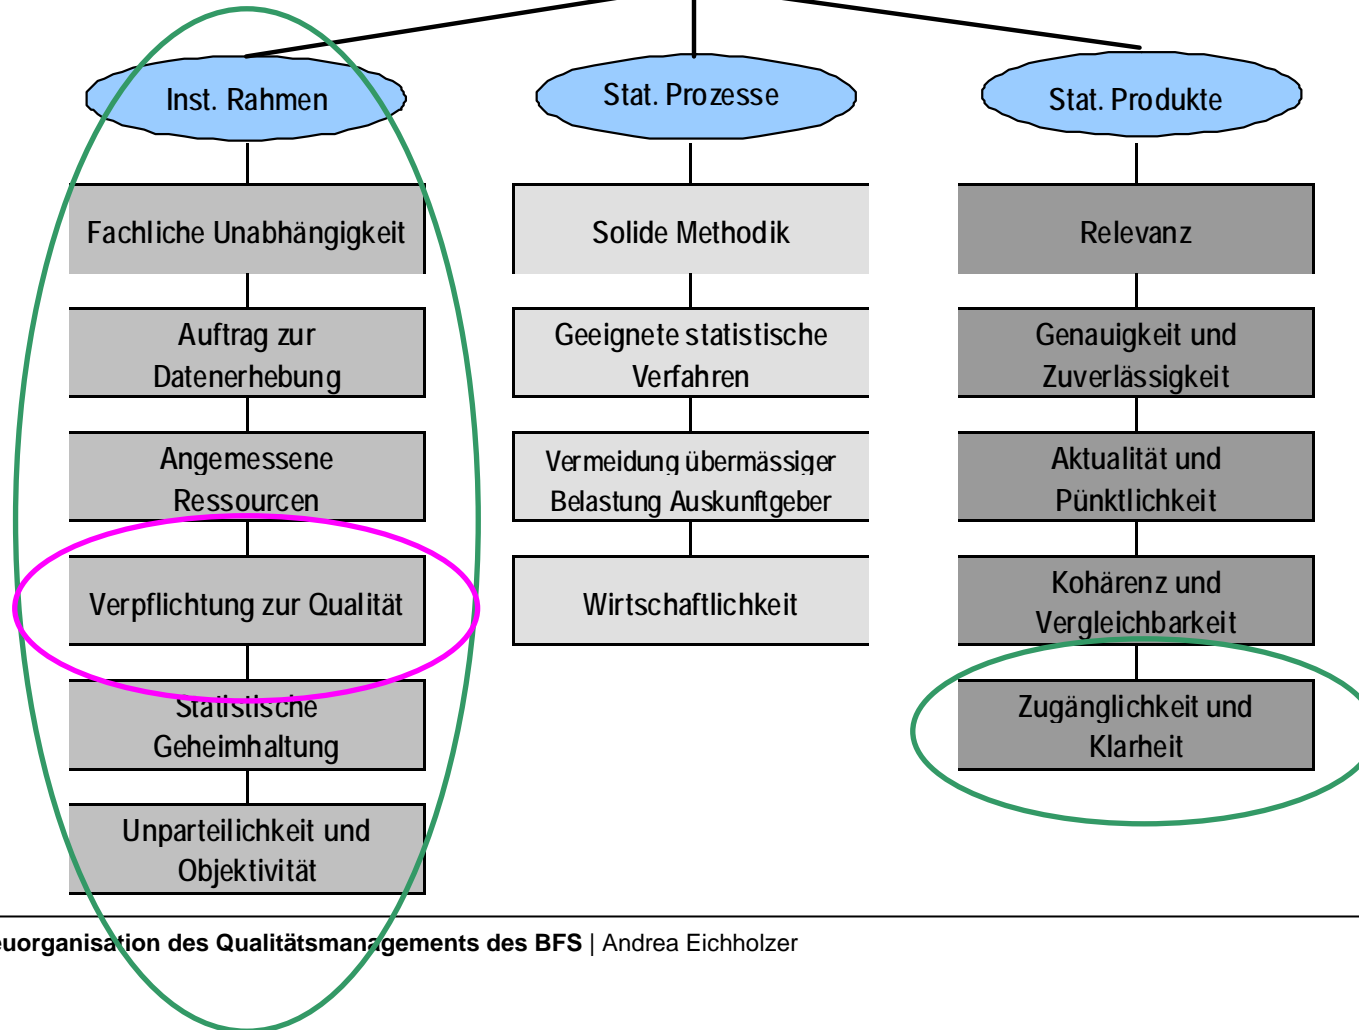 Inst. Rahmen
Fachliche Unabhängigkeit
Auftrag zur
Datenerhebung
Angemessene
Ressourcen
Verpflichtung zur Qualität
Statistische
Geheimhaltung
Unparteilichkeit und
Objektivität
Stat. Prozesse
Solide Methodik
Geeignete statistische
Verfahren
Vermeidung übermässiger
Belastung Auskunftgeber
Wirtschaftlichkeit
Stat. Produkte
Relevanz
Genauigkeit und
Zuverlässigkeit
Aktualität und
Pünktlichkeit
Kohärenz und
Vergleichbarkeit
Zugänglichkeit und
Klarheit
euorganisation des Qualitätsmanagements des BFS | Andrea Eichholzer